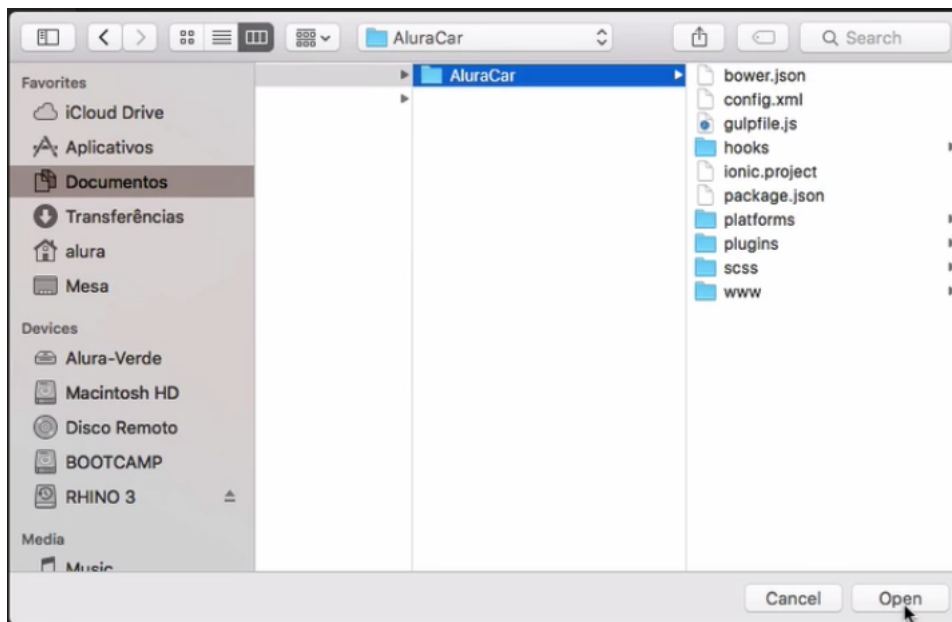 AluraCar
Search
Favorites
iCloud Drive
Aplicativos
Documentos
Transferências
alura
Mesa
Devices
Alura-Verde
Macintosh HD
Disco Remoto
BOOTCAMP
RHINO 3
Media
Music
AluraCar
bower.json
config.xml
gulpfile.js
hooks
ionic.project
package.json
platforms
plugins
scss
www
Cancel
Open